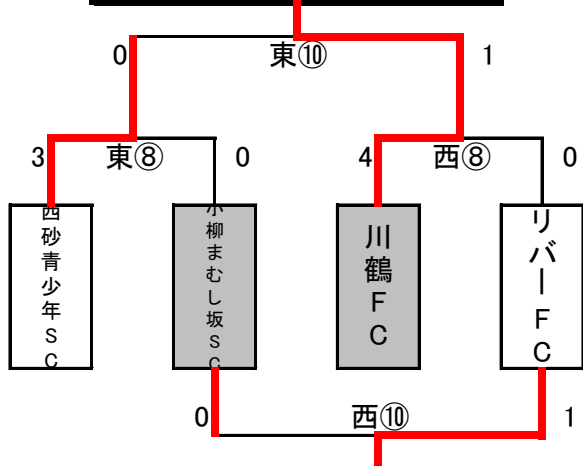 0 東⑩ 1
3 東⑧ 0 4 西⑧ 0
西砂青少年SC
小柳まむし坂SC
川鶴FC
リバーFC
0 西⑩ 1